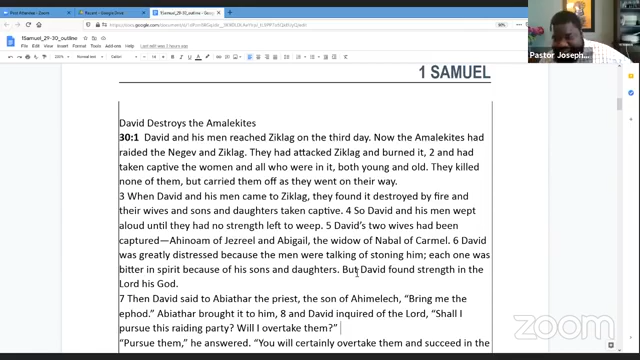 1Samuel_29-30_outline
Pastor Joseph...
1 SAMUEL
David Destroys the Amalekites
30:1 David and his men reached Ziklag on the third day. Now the Amalekites had
raided the Negev and Ziklag. They had attacked Ziklag and burned it, 2 and had
taken captive the women and all who were in it, both young and old. They killed
none of them, but carried them off as they went on their way.
3 When David and his men came to Ziklag, they found it destroyed by fire and
their wives and sons and daughters taken captive. 4 So David and his men wept
aloud until they had no strength left to weep. 5 David's two wives had been
captured—Ahinoam of Jezreel and Abigail, the widow of Nabal of Carmel. 6 David
was greatly distressed because the men were talking of stoning him; each one was
bitter in spirit because of his sons and daughters. But David found strength in the
Lord his God.
7 Then David said to Abiathar the priest, the son of Ahimelech, "Bring me the
ephod." Abiathar brought it to him, 8 and David inquired of the Lord, "Shall I
pursue this raiding party? Will I overtake them?"
"Pursue them," he answered. "You will certainly overtake them and succeed in the
zoom